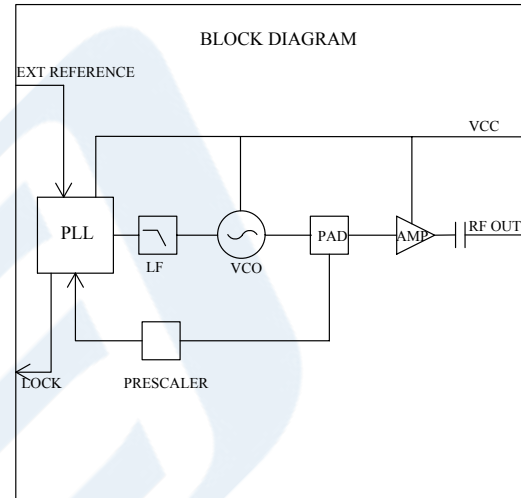 BLOCK DIAGRAM
EXT REFERENCE
VCC
PLL
LF
VCO
PAD
AMP
RF OUT
LOCK
PRESCALER